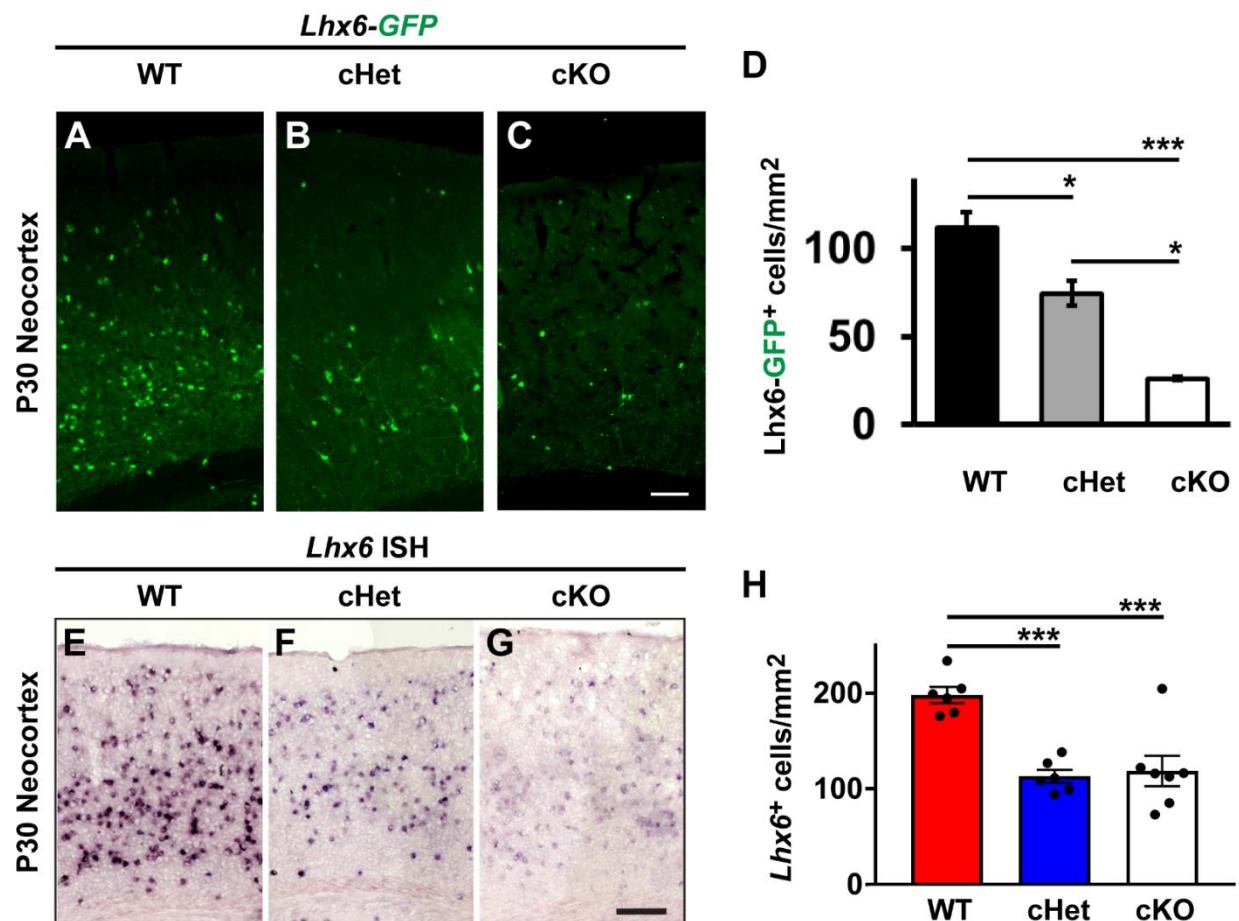 Lhx6-GFP
WT cHet cKO
P30 Neocortex
A B C
D
Lhx6-GFP+ cells/mm2
100
50
0
***
*
*
WT cHet cKO
Lhx6 ISH
WT cHet cKO
P30 Neocortex
E F G
H
Lhx6+ cells/mm2
200
100
0
***
***
WT cHet cKO